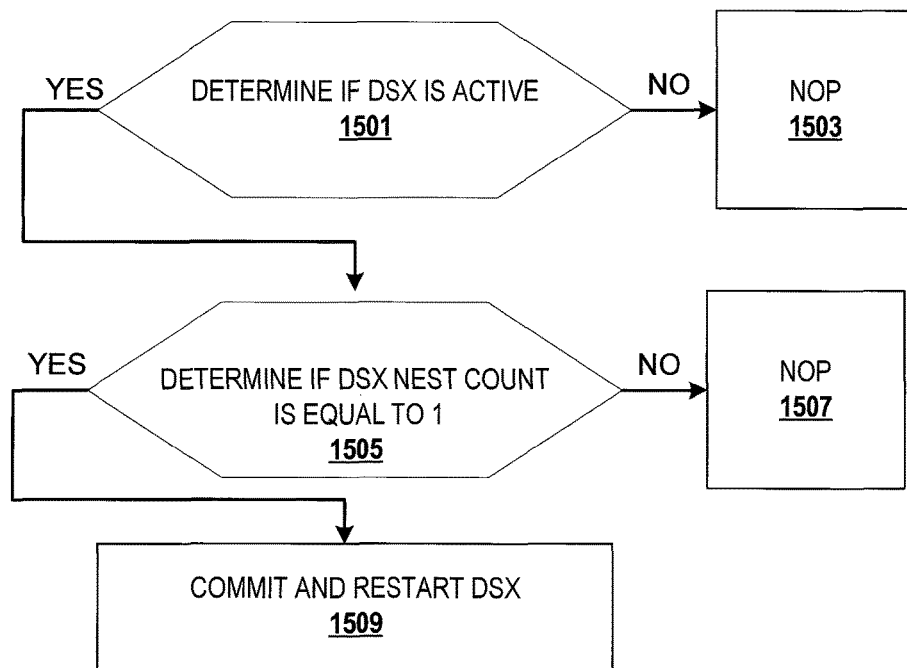 YES
DETERMINE IF DSX IS ACTIVE
1501
NO
NOP
1503
YES
DETERMINE IF DSX NEST COUNT
IS EQUAL TO 1
1505
NO
NOP
1507
COMMIT AND RESTART DSX
1509